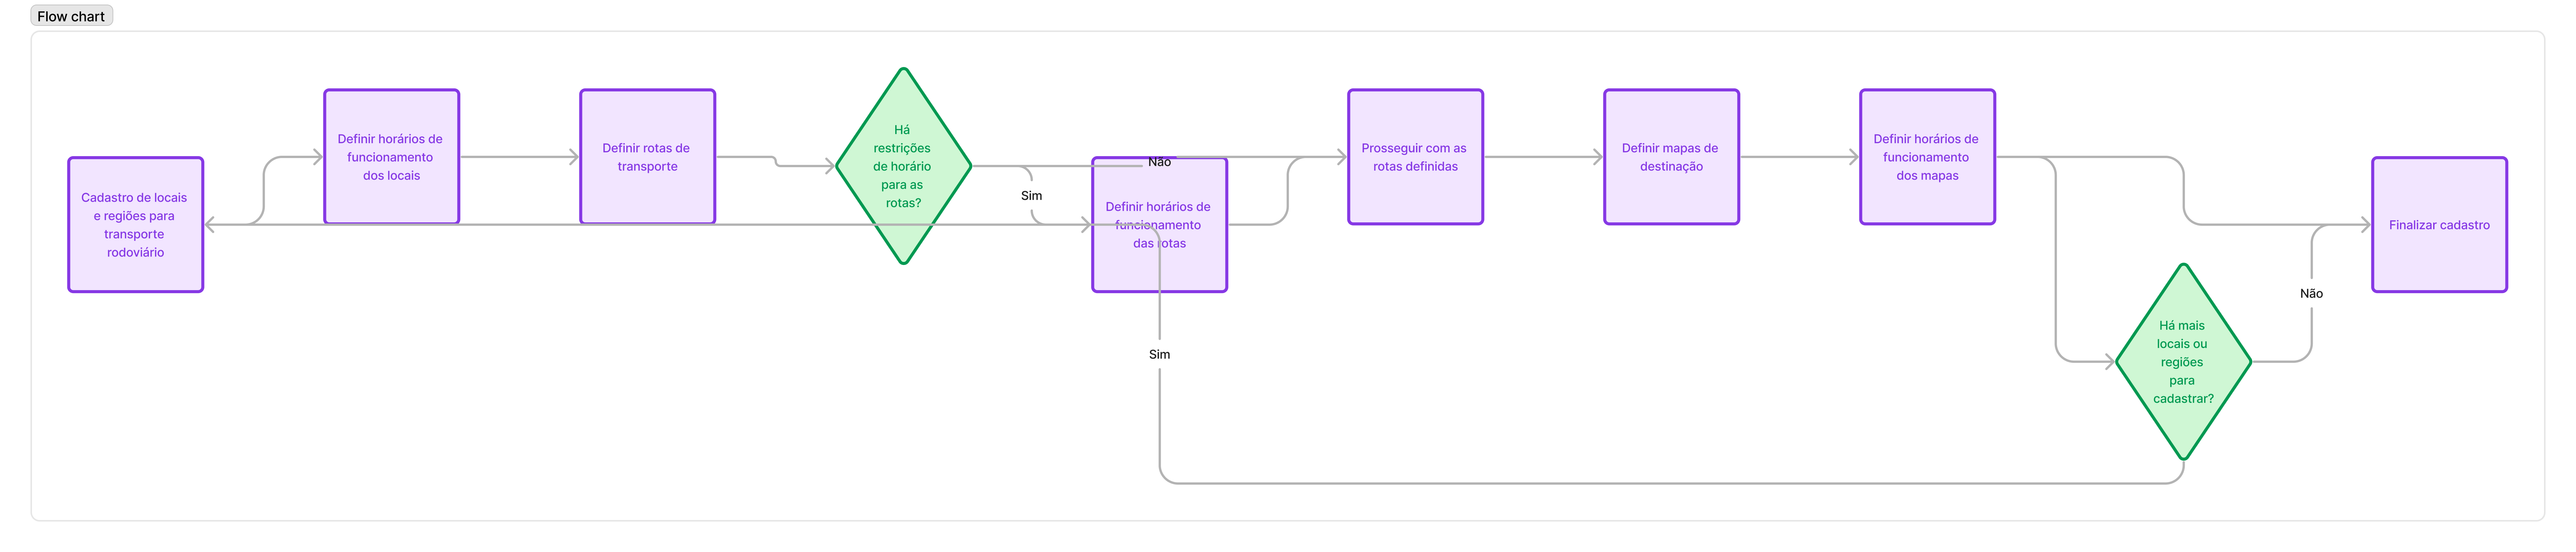 Flow chart
Cadastro de locais
e regiões para
transporte
rodoviário
Definir horários de
funcionamento
dos locais
Definir rotas de
transporte
Há
restrições
de horário
para as
rotas?
Não
Sim
Definir horários de
funcionamento
das rotas
Prosseguir com as
rotas definidas
Definir mapas de
destinação
Definir horários de
funcionamento
dos mapas
Há mais
locais ou
regiões
para
cadastrar?
Sim
Não
Finalizar cadastro